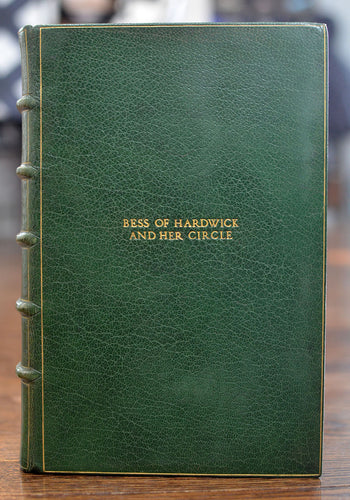 BESS OF HARDWICK
AND HER CIRCLE